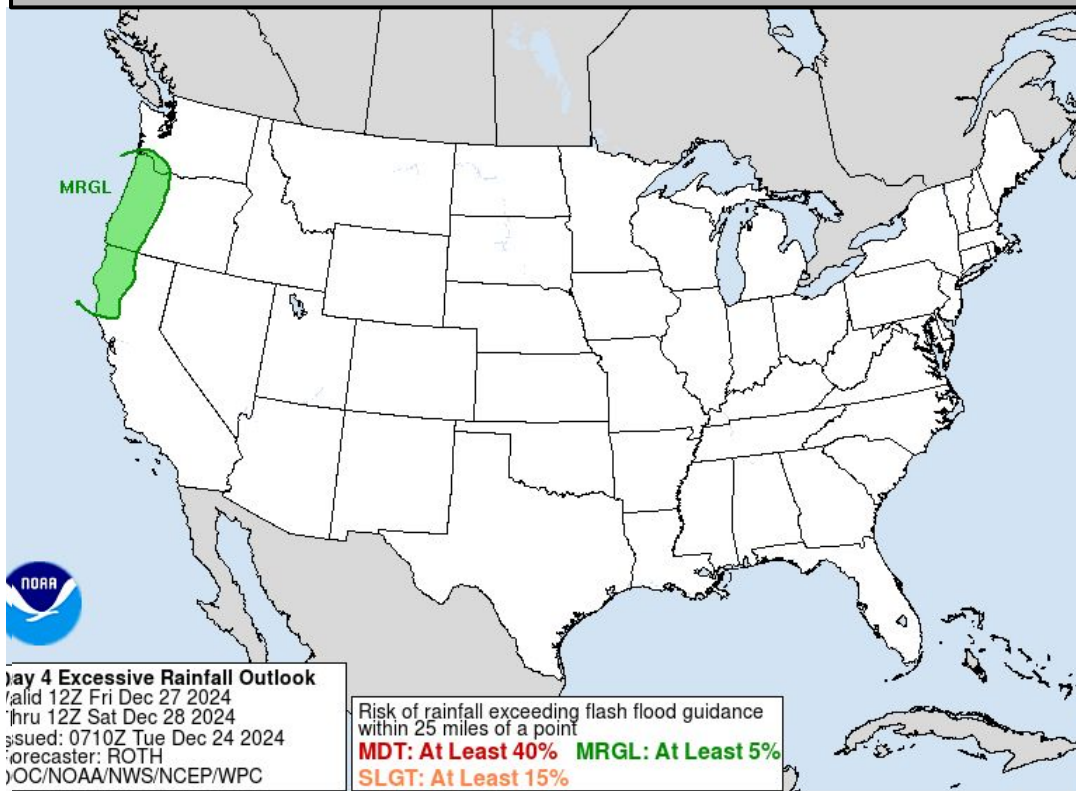 MRGL
NOAA
ay 4 Excessive Rainfall Outlook
alid 12Z Fri Dec 27 2024
hru 12Z Sat Dec 28 2024
ssued: 0710Z Tue Dec 24 2024
orecaster: ROTH
OC/NOAA/NWS/NCEP/WPC
Risk of rainfall exceeding flash flood guidance
within 25 miles of a point
MDT: At Least 40% MRGL: At Least 5%
SLGT: At Least 15%